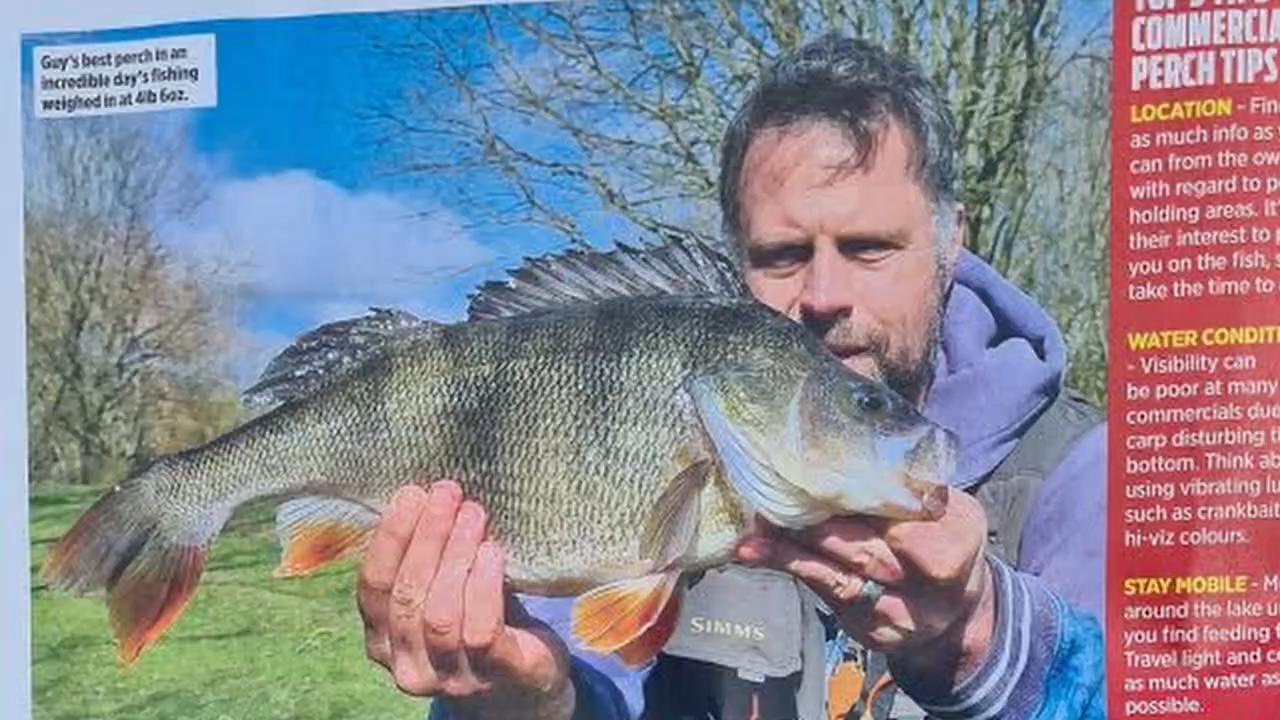 Guy's best perch in an
incredible day's fishing
weighed in at 4lb 6oz.
SIMMS
COMMERCIA
PERCH TIPS
LOCATION - Fin
as much info as
can from the ow
with regard to p
holding areas. It
their interest to p
you on the fish, s
take the time to
WATER CONDITI
- Visibility can
be poor at many
commercials due
carp disturbing t
bottom. Think ab
using vibrating lu
such as crankbait
hi-viz colours.
STAY MOBILE - M
around the lake u
you find feeding
Travel light and c
as much water as
possible.